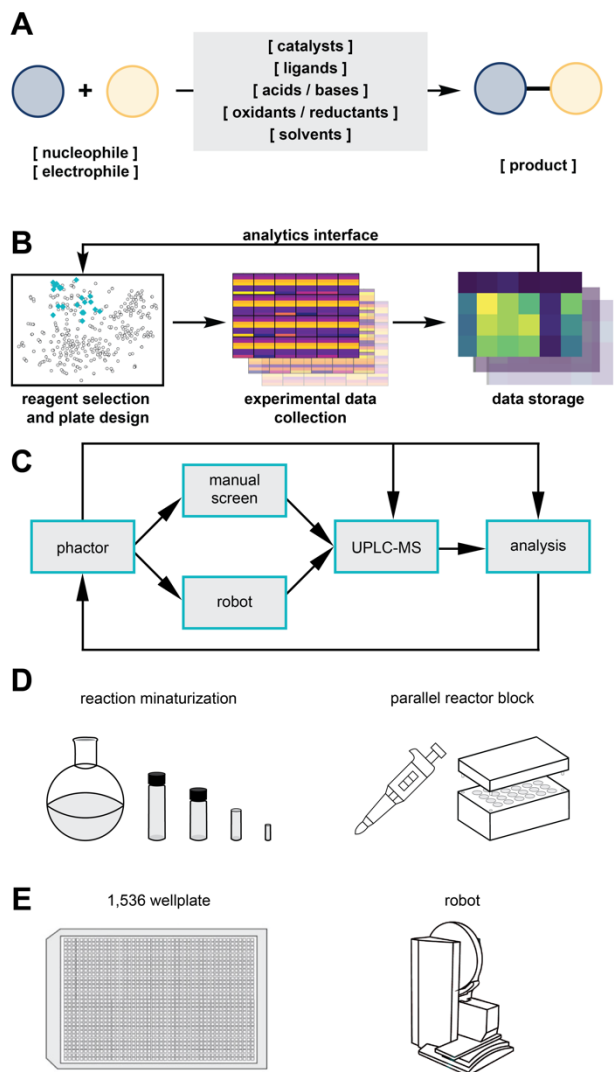 A
[ catalysts ]
[ ligands ]
[ acids / bases ]
[ oxidants / reductants ]
[ solvents ]
+
[ nucleophile ]
[ electrophile ]
[ product ]
B
analytics interface
reagent selection
and plate design
experimental data
collection
data storage
C
manual
screen
phactor
UPLC-MS
analysis
robot
D
reaction minaturization
parallel reactor block
E
1,536 wellplate
robot